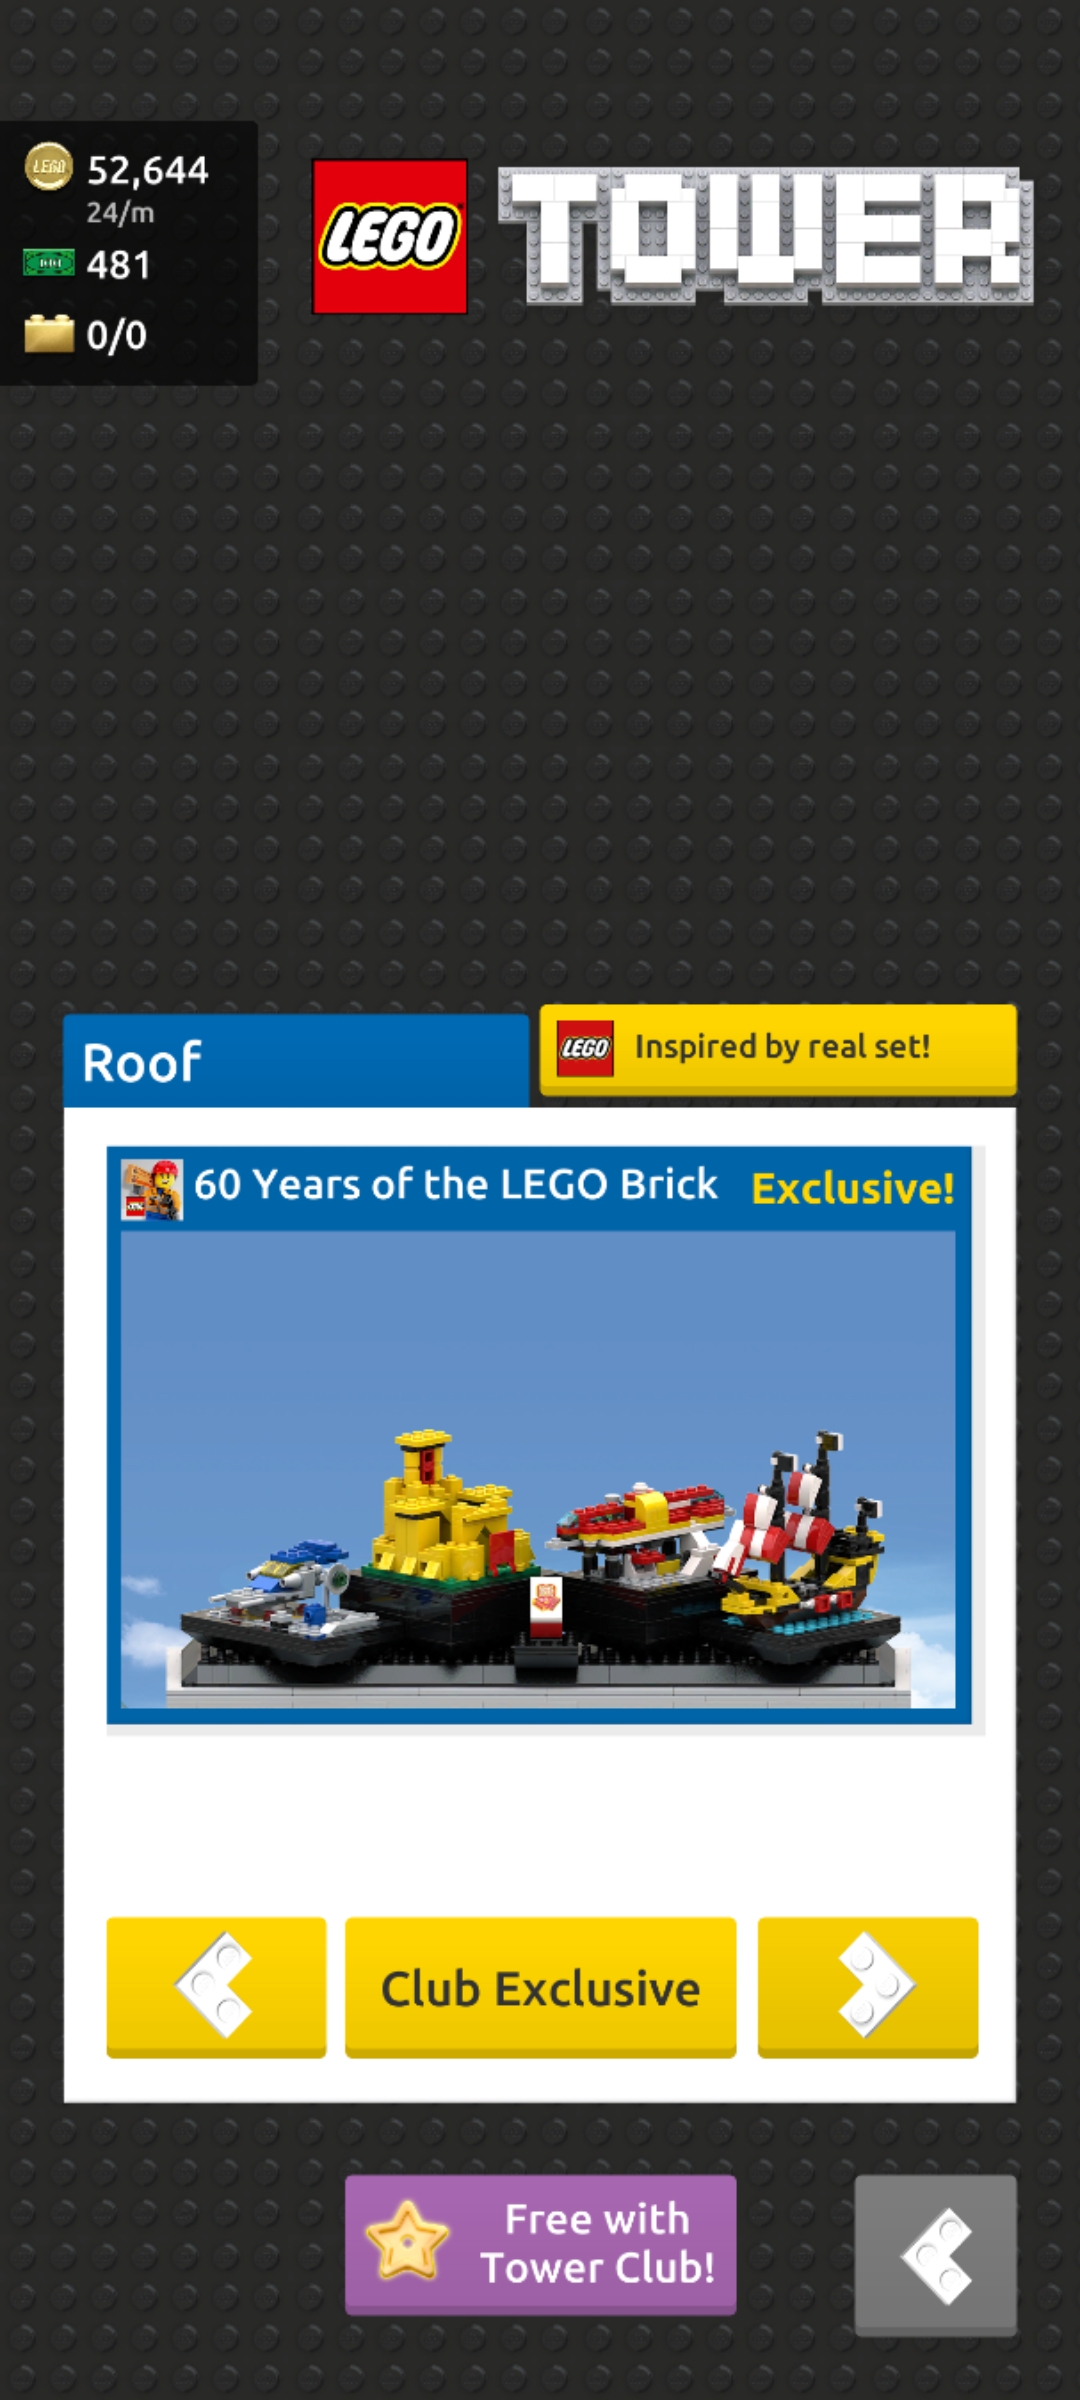 LEGO
52,644
24/m
481
0/0
LEGO
TOWER
Roof
LEGO
Inspired by real set!
60 Years of the LEGO Brick
Exclusive!
Club Exclusive
Free with
Tower Club!